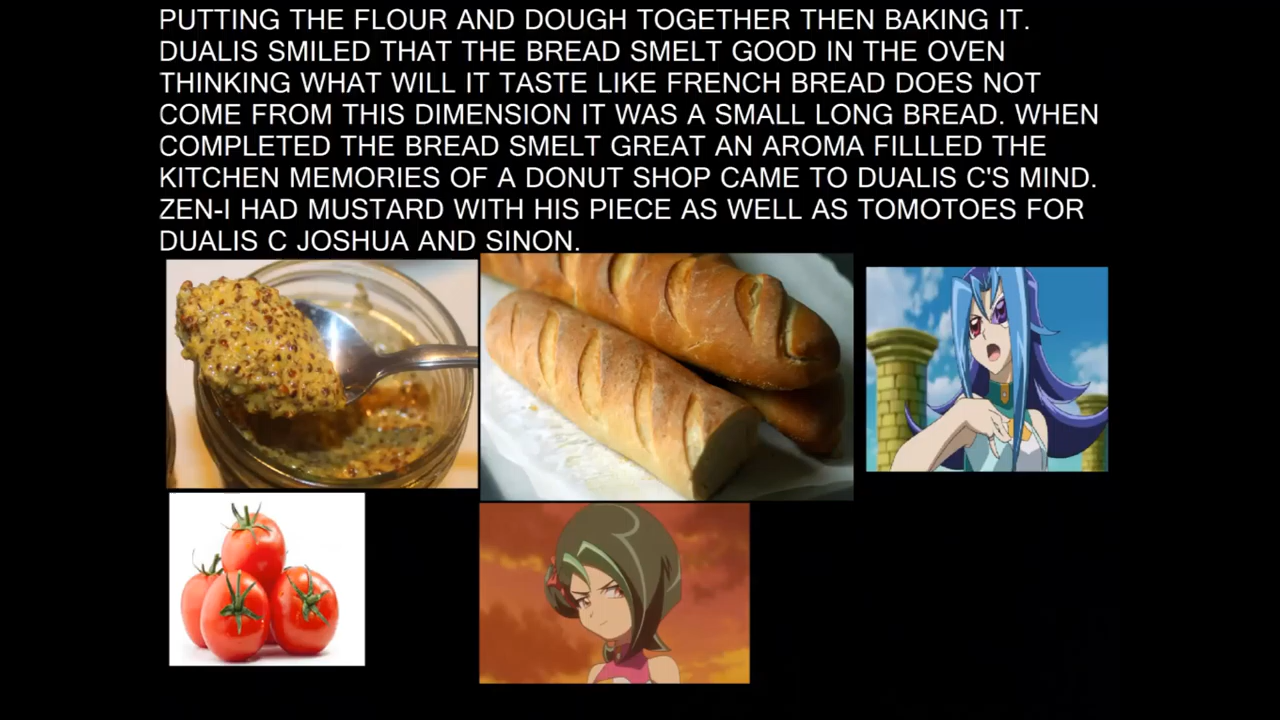 PUTTING THE FLOUR AND DOUGH TOGETHER THEN BAKING IT.
DUALIS SMILED THAT THE BREAD SMELT GOOD IN THE OVEN
THINKING WHAT WILL IT TASTE LIKE FRENCH BREAD DOES NOT
COME FROM THIS DIMENSION IT WAS A SMALL LONG BREAD. WHEN
COMPLETED THE BREAD SMELT GREAT AN AROMA FILLLED THE
KITCHEN MEMORIES OF A DONUT SHOP CAME TO DUALIS C'S MIND.
ZEN-I HAD MUSTARD WITH HIS PIECE AS WELL AS TOMOTOES FOR
DUALIS C JOSHUA AND SINON.